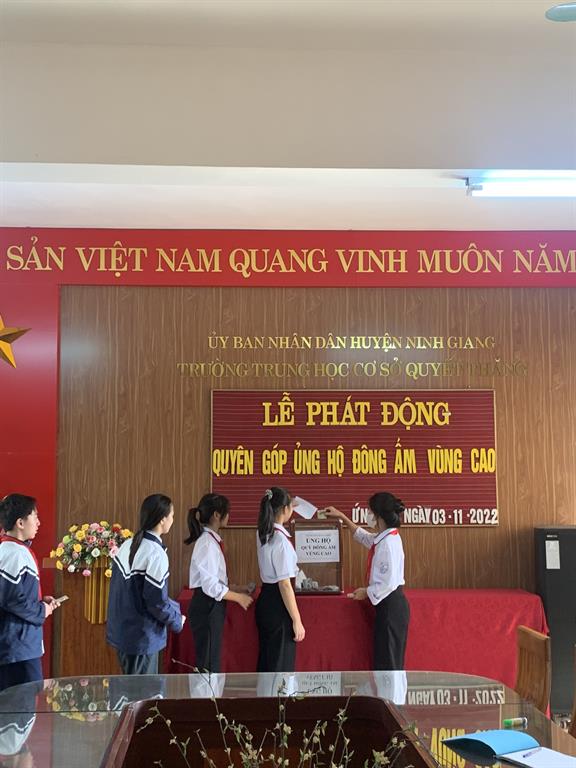 SẢN VIỆT NAM QUANG VINH MUÔN NĂM
ỦY BAN NHÂN DÂN HUYỆN NINH GIANG
TRƯỜNG TRUNG HỌC CƠ SỞ QUYẾT THẮNG
LỄ PHÁT ĐỘNG
QUYÊN GÓP ỦNG HỘ ĐÔNG ẤM VÙNG CAO
NGÀY 03-11-2022
ỦNG HỘ
QUỸ ĐÔNG ẤM
VÙNG CAO